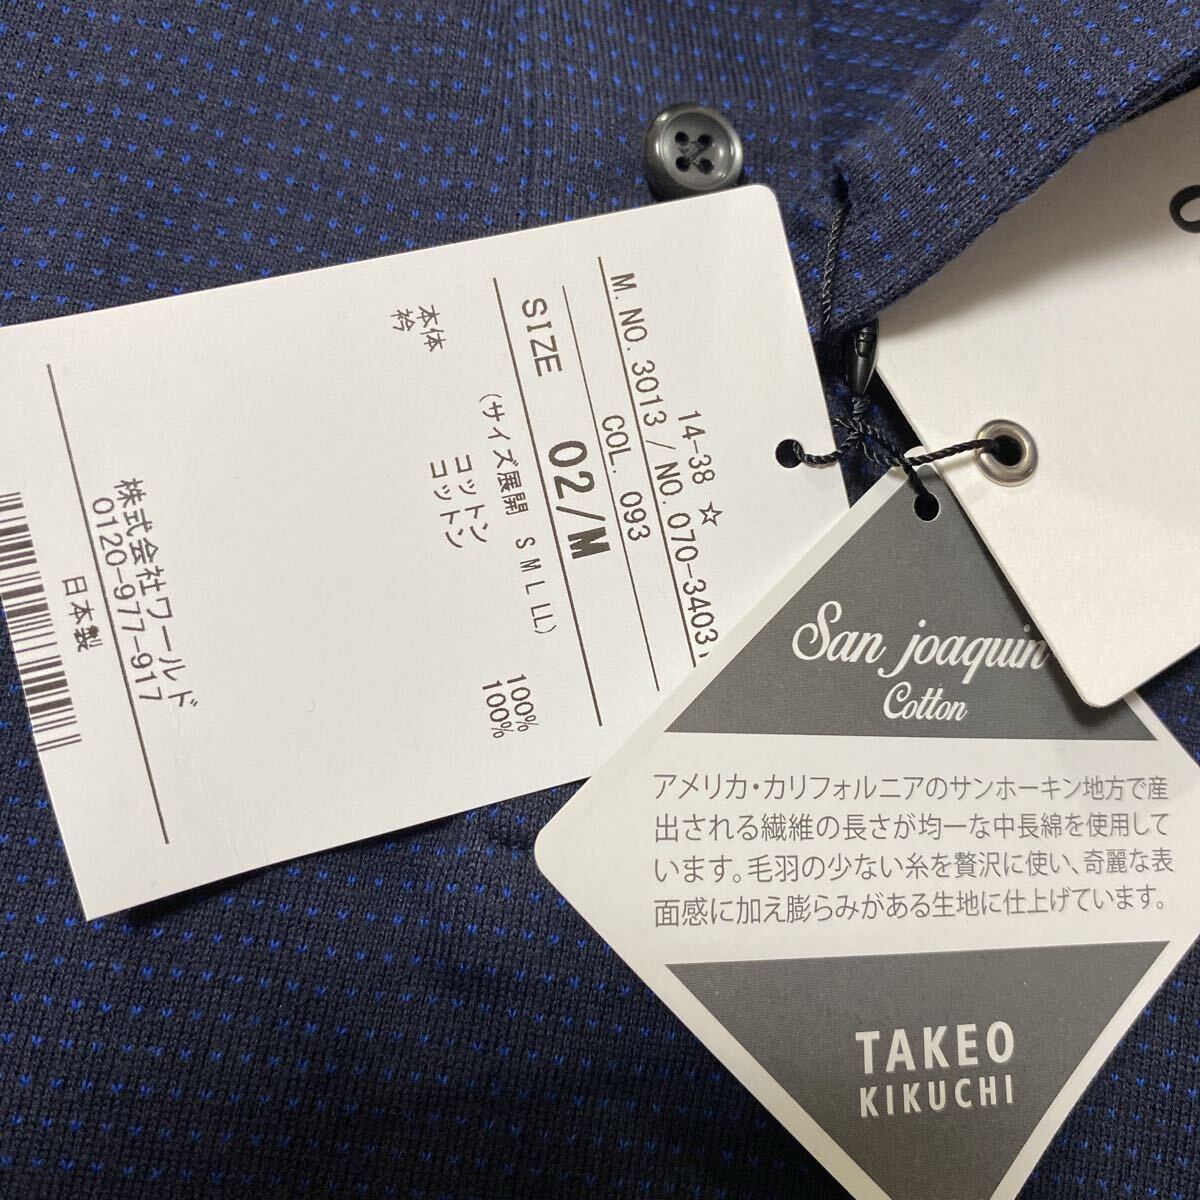 14-38 ☆
M. NO. 3013 / NO. 070-3403
COL. 093
SIZE 02/M
(サイズ展開 S M L LL)
本体 コットン 100%
衿 コットン 100%
株式会社ワールド
0120-977-917
日本製
San joaquin
Cotton
アメリカ・カリフォルニアのサンホーキン地方で産
出される繊維の長さが均一な中長綿を使用して
います。毛羽の少ない糸を贅沢に使い、奇麗な表
面感に加え膨らみがある生地に仕上げています。
TAKEO
KIKUCHI